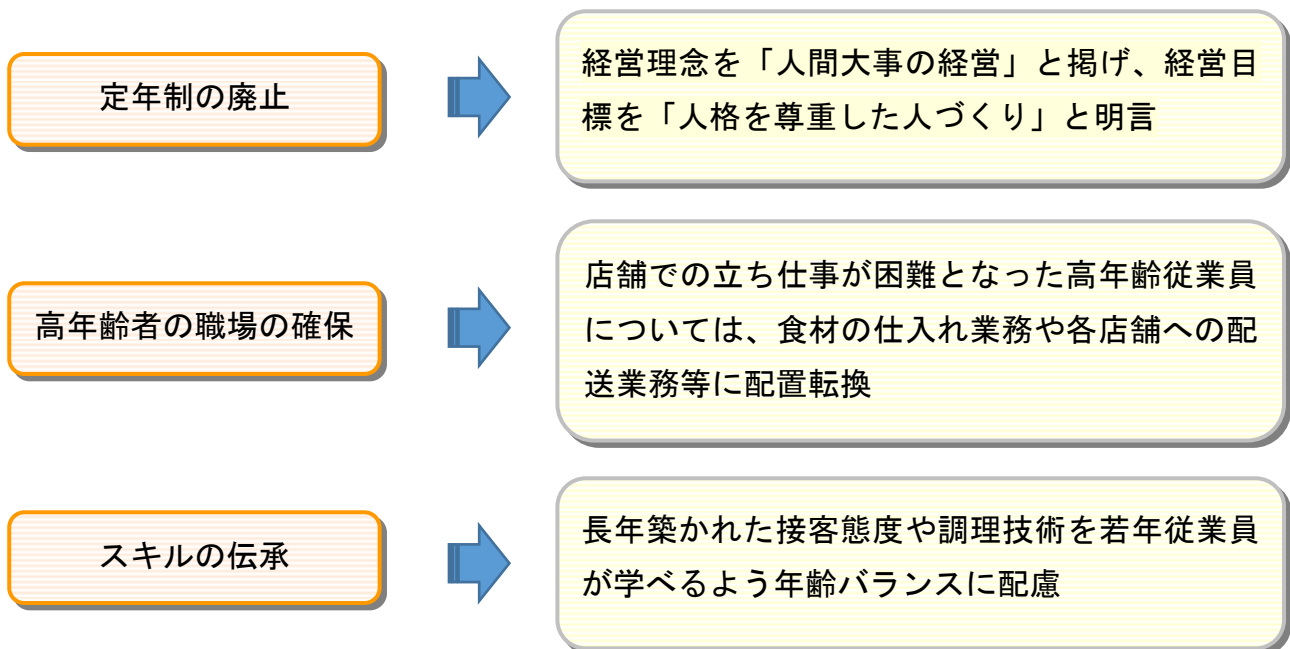 定年制の廃止
経営理念を「人間大事の経営」と掲げ、経営目
標を「人格を尊重した人づくり」と明言
高年齢者の職場の確保
店舗での立ち仕事が困難となった高年齢従業員
については、食材の仕入れ業務や各店舗への配
送業務等に配置転換
スキルの伝承
長年築かれた接客態度や調理技術を若年従業員
が学べるよう年齢バランスに配慮